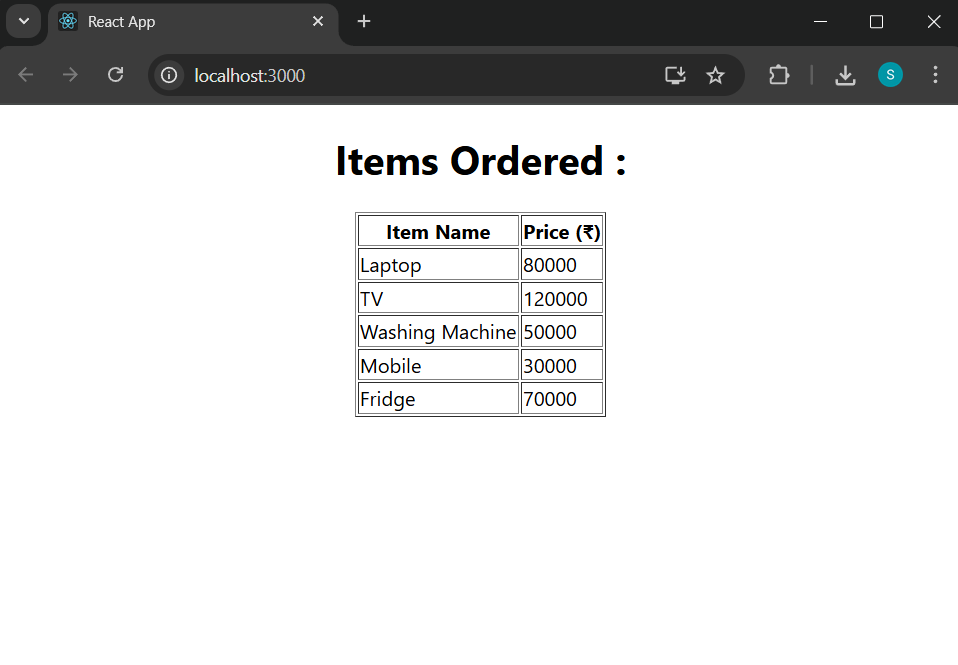 React App
localhost:3000
S
Items Ordered :
Item Name Price (₹)
Laptop 80000
TV 120000
Washing Machine 50000
Mobile 30000
Fridge 70000